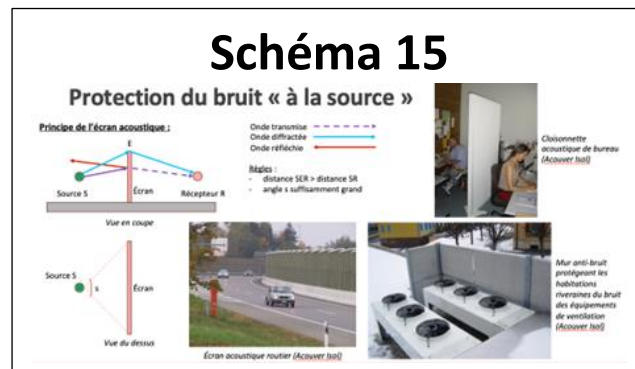 Schéma 15
Protection du bruit « à la source »
Principe de l'écran acoustique :
Onde transmise
Onde diffractée
Onde réfléchie
Règles :
- distance SER > distance SR
- angle s suffisamment grand
E
Source S
Écran
Récepteur R
Vue en coupe
Cloisonnette
acoustique de bureau
(Acouver Isol)
Source S
s
Écran
Vue du dessus
Écran acoustique routier (Acouver Isol)
Mur anti-bruit
protégeant les
habitations
riveraines du bruit
des équipements
de ventilation
(Acouver Isol)